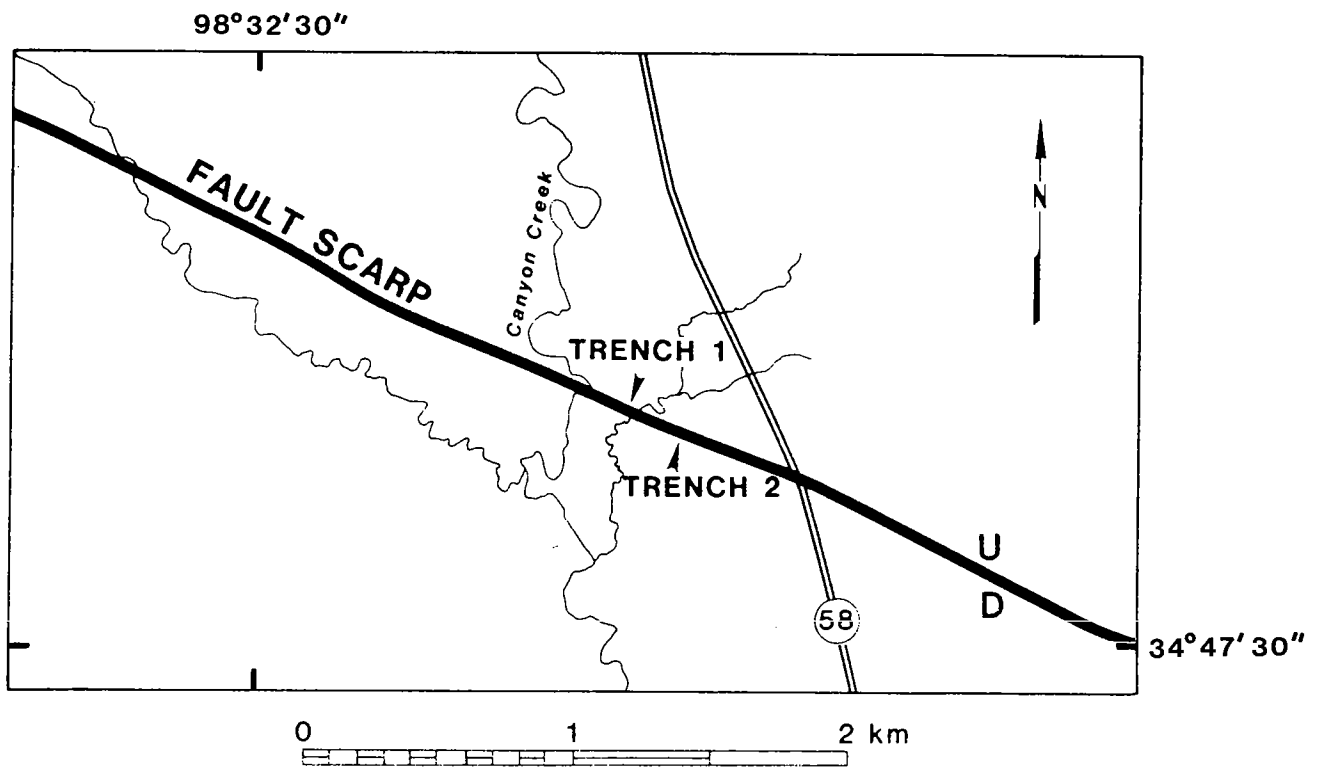 98°32'30"
FAULT SCARP
Canyon Creek
N
TRENCH 1
TRENCH 2
U
D
58
34°47'30"
0 1 2 km